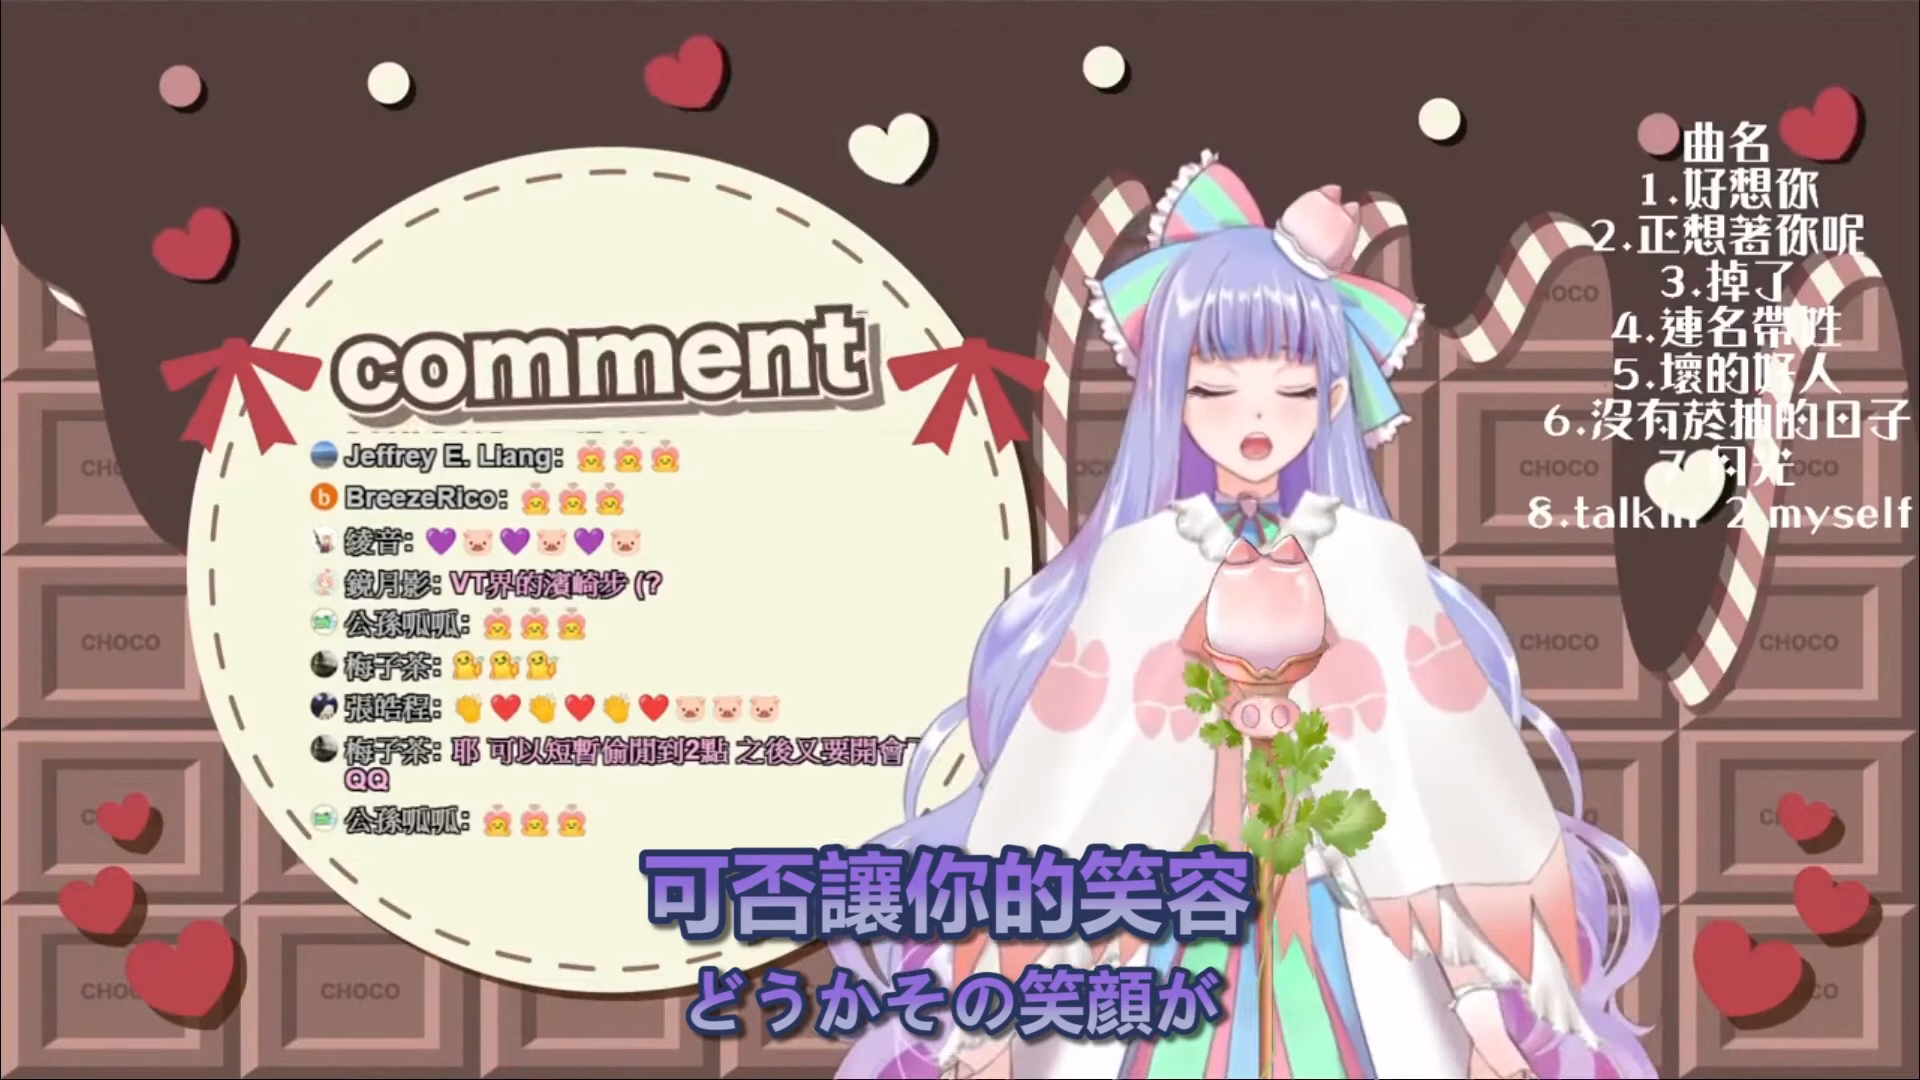 comment
Jeffrey E. Liang:
BreezeRico:
綾音:
鏡月影: VT界的濱崎步 (?
公孫呱呱:
梅子茶:
張皓程:
梅子茶: 耶 可以短暫偷閒到2點 之後又要開會
QQ
公孫呱呱:
曲名
1.好想你
2.正想著你呢
3.掉了
4.連名帶姓
5.壞的好人
6.沒有菸抽的日子
7.月光
8.talkin' 2 myself
可否讓你的笑容
どうかその笑顔が
CHOCO
CHOCO
CHOCO
CHOCO
CHOCO